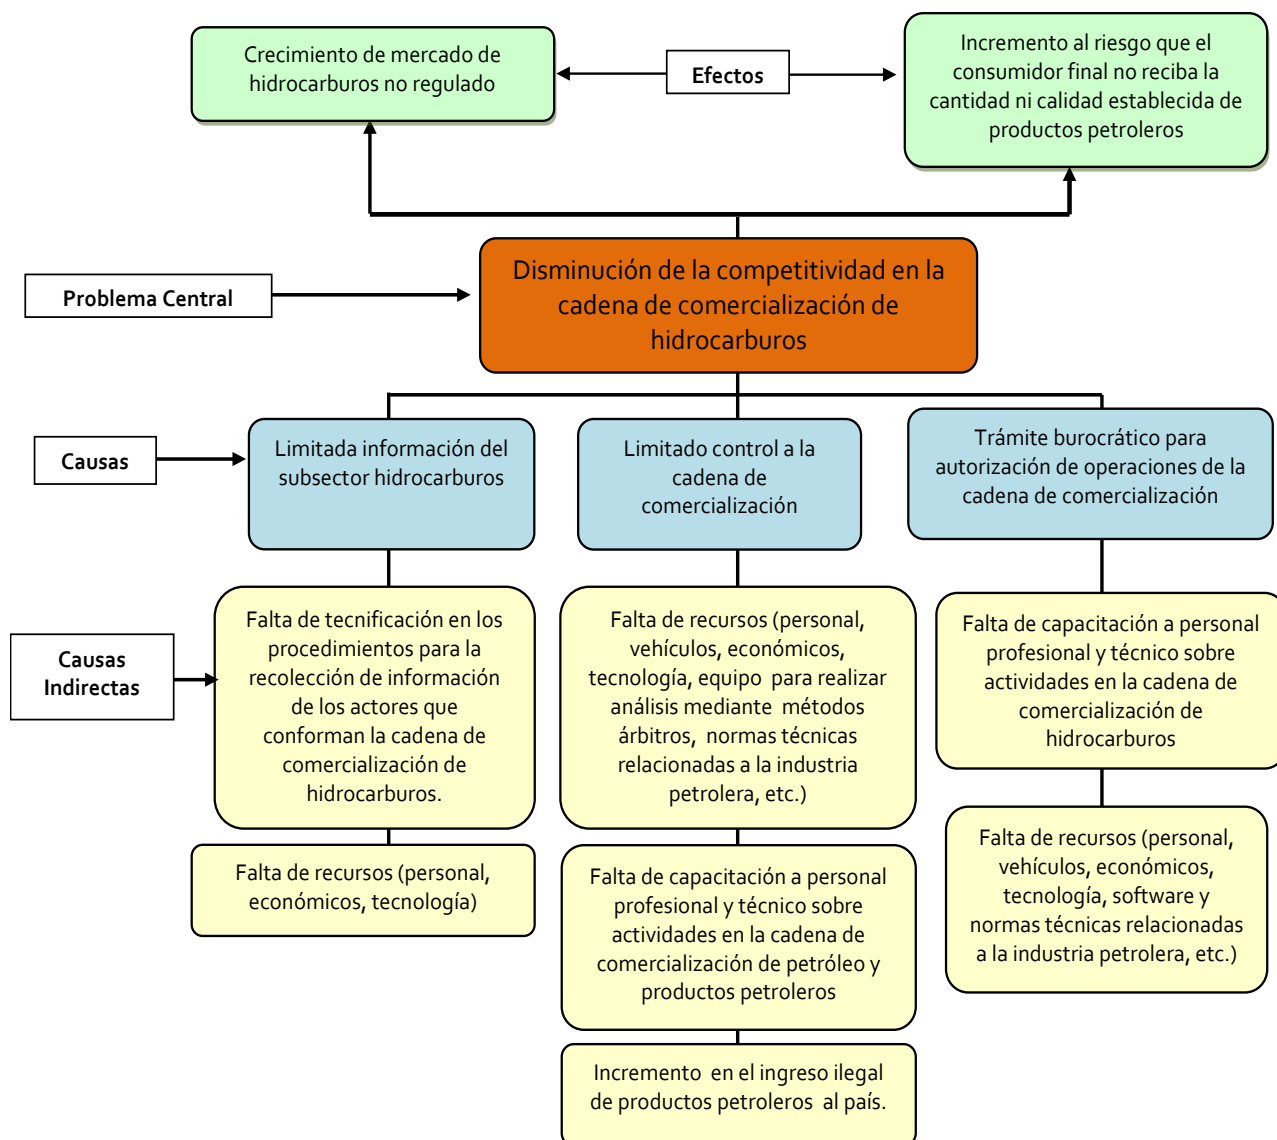 Crecimiento de mercado de
hidrocarburos no regulado
Efectos
Incremento al riesgo que el
consumidor final no reciba la
cantidad ni calidad establecida de
productos petroleros
Problema Central
Disminución de la competitividad en la
cadena de comercialización de
hidrocarburos
Causas
Limitada información del
subsector hidrocarburos
Limitado control a la
cadena de
comercialización
Trámite burocrático para
autorización de operaciones de la
cadena de comercialización
Causas
Indirectas
Falta de tecnificación en los
procedimientos para la
recolección de información
de los actores que
conforman la cadena de
comercialización de
hidrocarburos.
Falta de recursos (personal,
económicos, tecnología)
Falta de recursos (personal,
vehículos, económicos,
tecnología, equipo para realizar
análisis mediante métodos
árbitros, normas técnicas
relacionadas a la industria
petrolera, etc.)
Falta de capacitación a personal
profesional y técnico sobre
actividades en la cadena de
comercialización de petróleo y
productos petroleros
Incremento en el ingreso ilegal
de productos petroleros al país.
Falta de capacitación a personal
profesional y técnico sobre
actividades en la cadena de
comercialización de
hidrocarburos
Falta de recursos (personal,
vehículos, económicos,
tecnología, software y
normas técnicas relacionadas
a la industria petrolera, etc.)